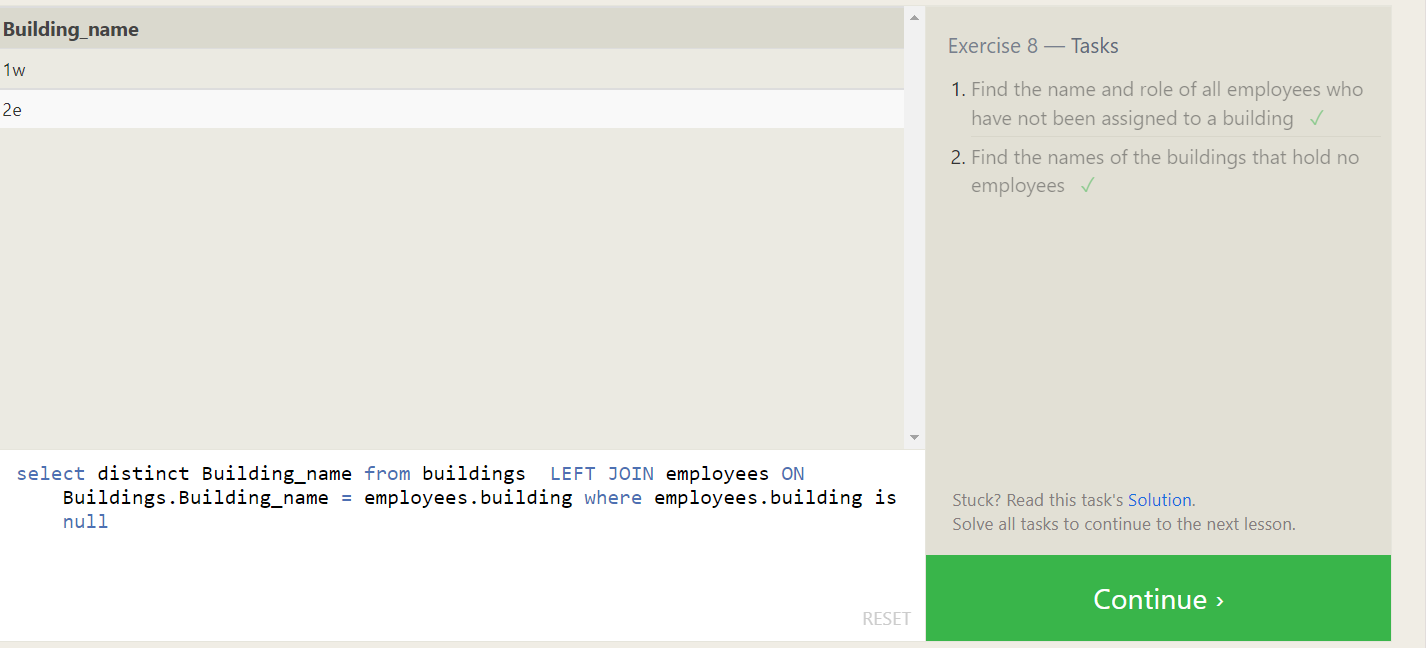 Building_name
1w
2e
select distinct Building_name from buildings  LEFT JOIN employees ON
Buildings.Building_name = employees.building where employees.building is
null
RESET
Exercise 8 — Tasks
1. Find the name and role of all employees who
have not been assigned to a building ✓
2. Find the names of the buildings that hold no
employees ✓
Stuck? Read this task's Solution.
Solve all tasks to continue to the next lesson.
Continue ›